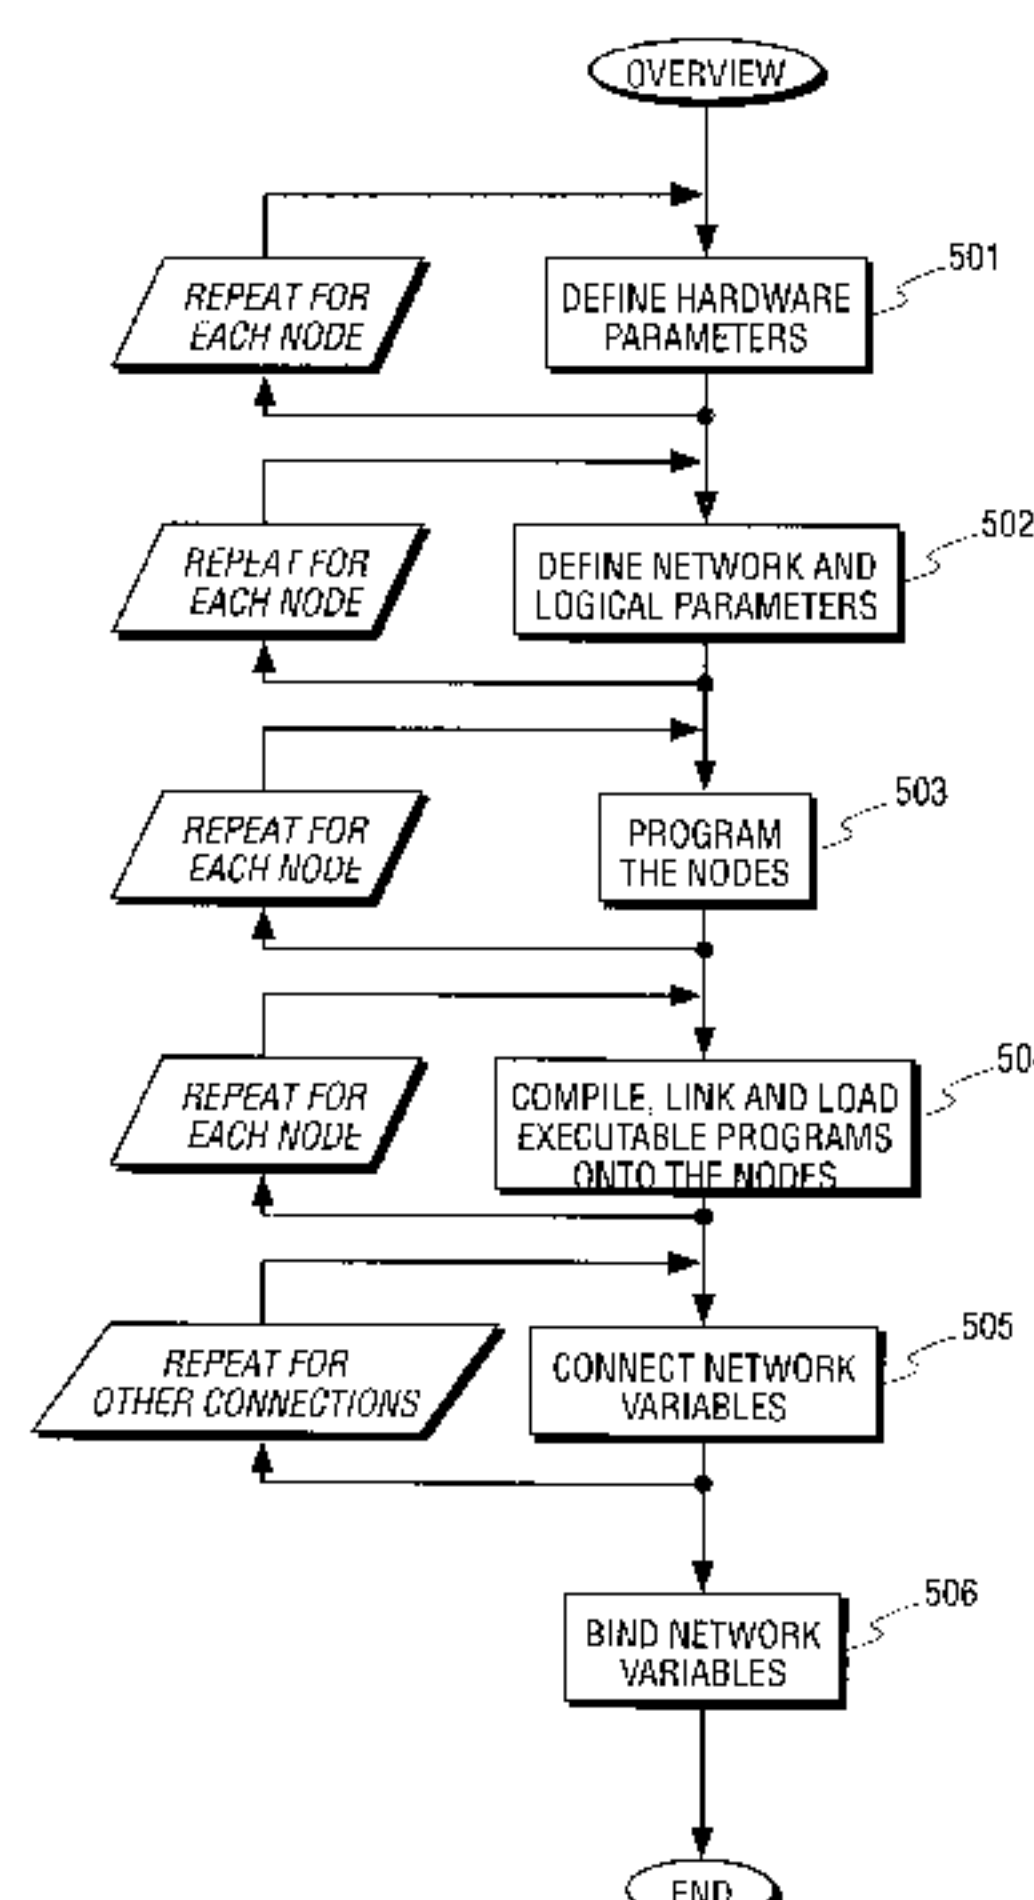 OVERVIEW
501
REPEAT FOR
EACH NODE
DEFINE HARDWARE
PARAMETERS
502
REPEAT FOR
EACH NODE
DEFINE NETWORK AND
LOGICAL PARAMETERS
503
REPEAT FOR
EACH NODE
PROGRAM
THE NODES
REPEAT FOR
EACH NODE
COMPILE, LINK AND LOAD
EXECUTABLE PROGRAMS
ONTO THE NODES
505
REPEAT FOR
OTHER CONNECTIONS
CONNECT NETWORK
VARIABLES
506
BIND NETWORK
VARIABLES
END